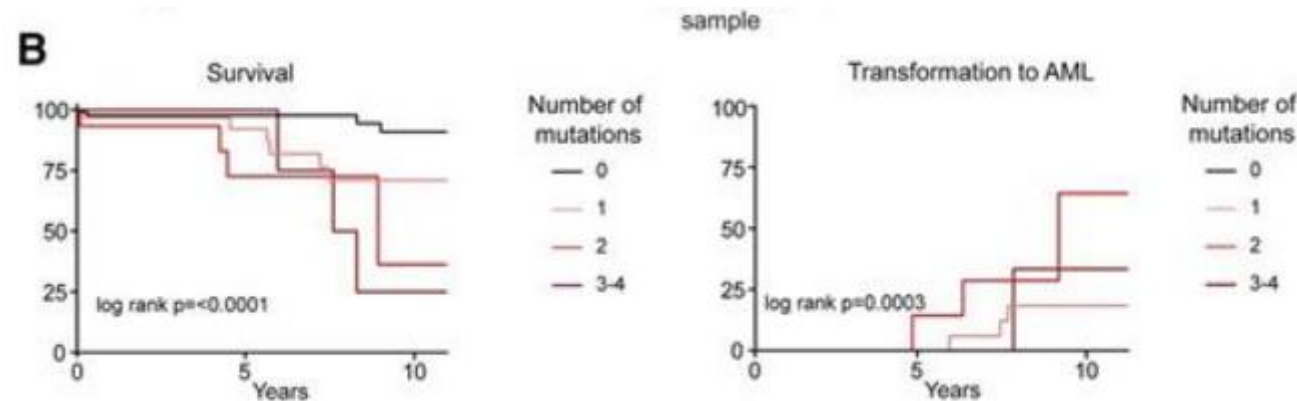 sample
B
Survival
100
75
50
25
0
0
5
10
Years
log rank p=<0.0001
Number of
mutations
0
1
2
3-4
Transformation to AML
100
75
50
25
0
0
5
10
Years
log rank p=0.0003
Number of
mutations
0
1
2
3-4